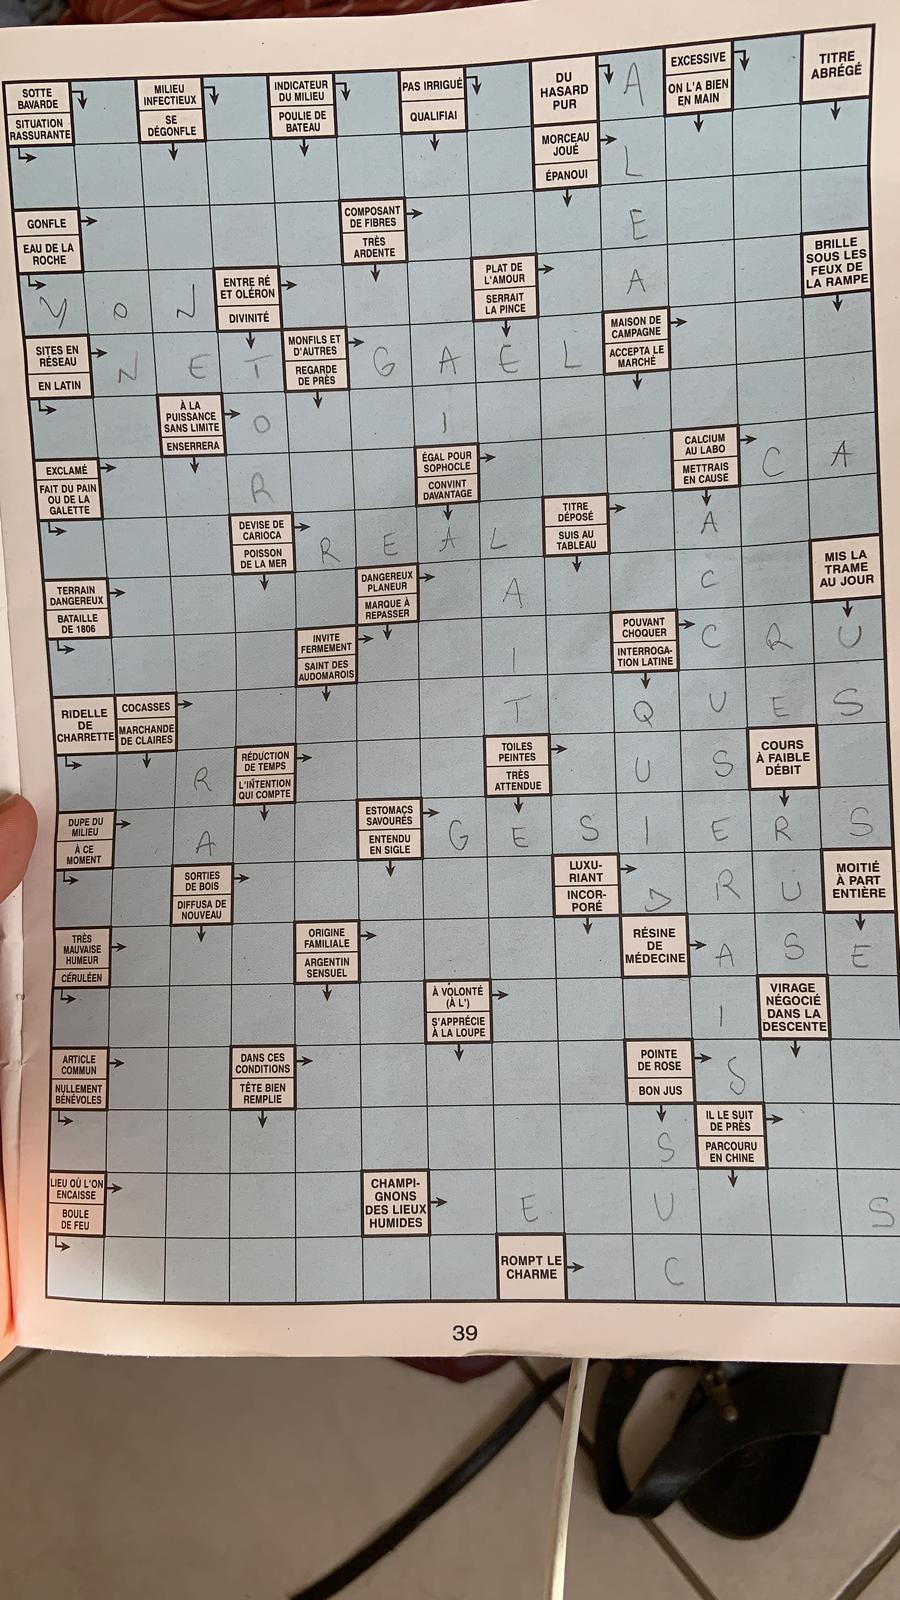 SOTTE
BAVARDE
SITUATION
RASSURANTE
MILIEU
INFECTIEUX
SE
DÉGONFLE
INDICATEUR
DU MILIEU
POULIE DE
BATEAU
PAS IRRIGUÉ
QUALIFIAI
DU
HASARD
PUR
A
EXCESSIVE
ON L'A BIEN
EN MAIN
TITRE
ABRÉGÉ
MORCEAU
JOUÉ
ÉPANOUI
L
GONFLE
EAU DE LA
ROCHE
COMPOSANT
DE FIBRES
TRÈS
ARDENTE
E
BRILLE
SOUS LES
FEUX DE
LA RAMPE
Y O N
ENTRE RÉ
ET OLÉRON
DIVINITÉ
PLAT DE
L'AMOUR
SERRAIT
LA PINCE
A
SITES EN
RÉSEAU
EN LATIN
N E T
MONFILS ET
D'AUTRES
REGARDE
DE PRÈS
G A E L
MAISON DE
CAMPAGNE
ACCEPTA LE
MARCHÉ
À LA
PUISSANCE
SANS LIMITE
ENSERRERA
O I
EXCLAMÉ
FAIT DU PAIN
OU DE LA
GALETTE
R
ÉGAL POUR
SOPHOCLE
CONVINT
DAVANTAGE
CALCIUM
AU LABO
METTRAIS
EN CAUSE
C A
DEVISE DE
CARIOCA
POISSON
DE LA MER
R E A L
TITRE
DÉPOSÉ
SUIS AU
TABLEAU
A
MIS LA
TRAME
AU JOUR
TERRAIN
DANGEREUX
BATAILLE
DE 1806
DANGEREUX
PLANEUR
MARQUE À
REPASSER
A C
INVITE
FERMEMENT
SAINT DES
AUDOMAROIS
I
POUVANT
CHOQUER
INTERROGA-
TION LATINE
C R U
RIDELLE
DE
CHARRETTE
COCASSES
MARCHANDE
DE CLAIRES
T Q U E S
R
RÉDUCTION
DE TEMPS
L'INTENTION
QUI COMPTE
TOILES
PEINTES
TRÈS
ATTENDUE
U S
COURS
À FAIBLE
DÉBIT
DUPE DU
MILIEU
À CE
MOMENT
A
ESTOMACS
SAVOURÉS
ENTENDU
EN SIGLE
G E S I E R S
SORTIES
DE BOIS
DIFFUSA DE
NOUVEAU
LUXU-
RIANT
INCOR-
PORÉ
D R U
MOITIÉ
À PART
ENTIÈRE
TRÈS
MAUVAISE
HUMEUR
CÉRULÉEN
ORIGINE
FAMILIALE
ARGENTIN
SENSUEL
RÉSINE
DE
MÉDECINE
A S E
À VOLONTÉ
(À L')
S'APPRÉCIE
À LA LOUPE
I
VIRAGE
NÉGOCIÉ
DANS LA
DESCENTE
ARTICLE
COMMUN
NULLEMENT
BÉNÉVOLES
DANS CES
CONDITIONS
TÊTE BIEN
REMPLIE
POINTE
DE ROSE
BON JUS
S
S
IL LE SUIT
DE PRÈS
PARCOURU
EN CHINE
LIEU OÙ L'ON
ENCAISSE
BOULE
DE FEU
CHAMPI-
GNONS
DES LIEUX
HUMIDES
E U S
ROMPT LE
CHARME
C
39